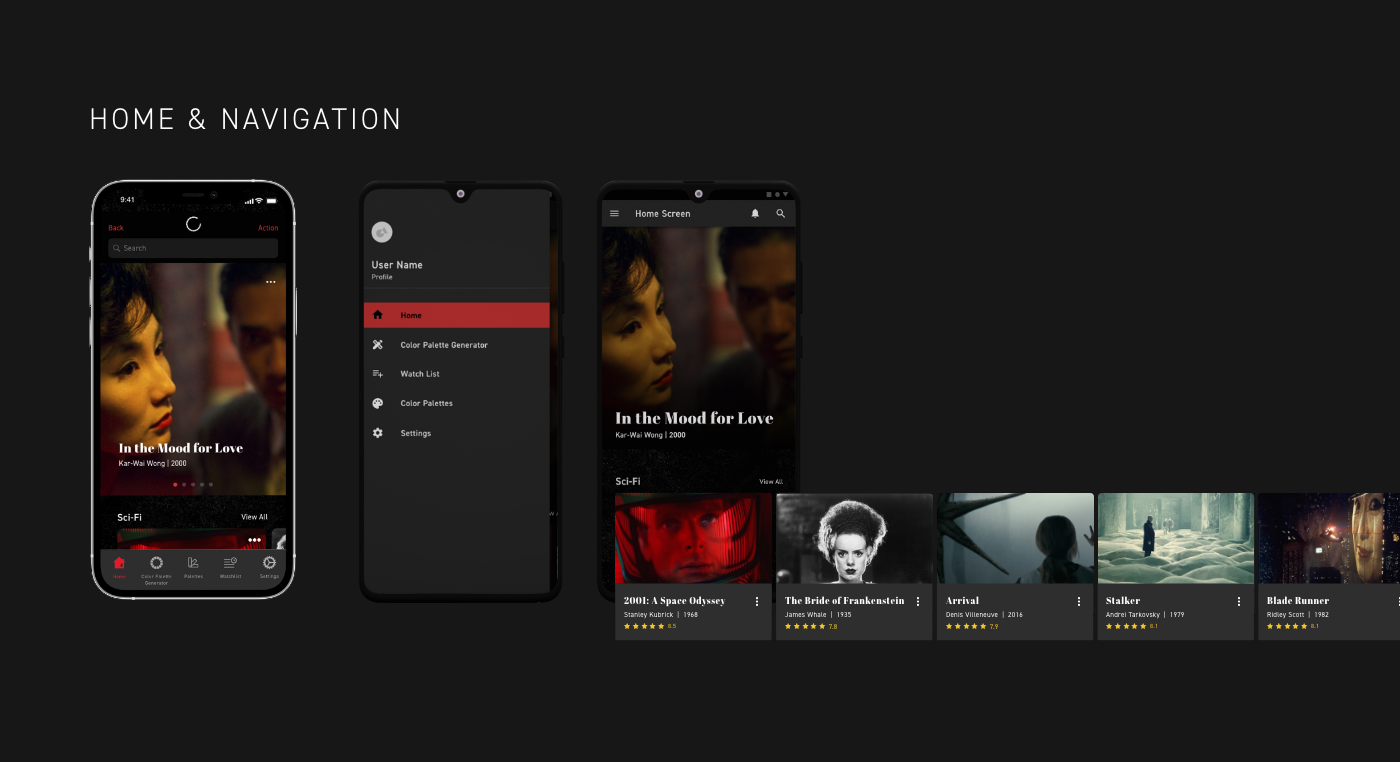 HOME & NAVIGATION
9:41
Back
Action
Search
In the Mood for Love
Kar-Wai Wong | 2000
Sci-Fi
View All
Home
Color Palette
Generator
Palettes
Watchlist
Settings
User Name
Profile
Home
Color Palette Generator
Watch List
Color Palettes
Settings
Home Screen
In the Mood for Love
Kar-Wai Wong | 2000
Sci-Fi
View All
2001: A Space Odyssey
Stanley Kubrick | 1968
8.5
The Bride of Frankenstein
James Whale | 1935
7.8
Arrival
Denis Villeneuve | 2016
7.9
Stalker
Andrei Tarkovsky | 1979
8.1
Blade Runner
Ridley Scott | 1982
8.1